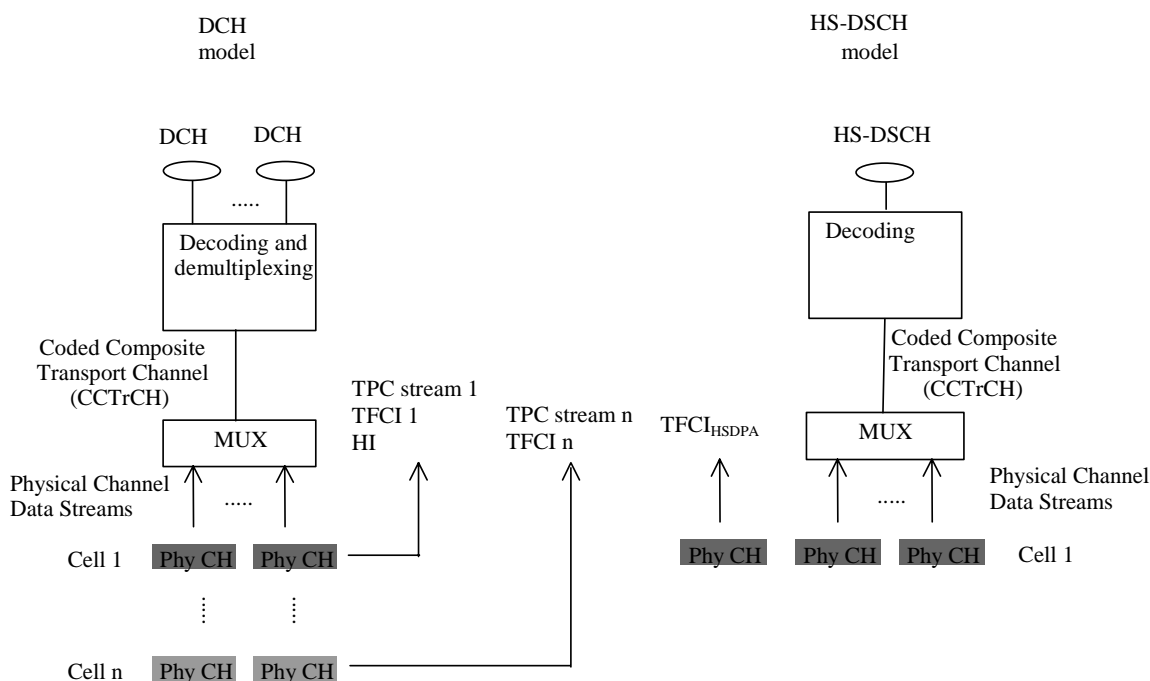 DCH
model
HS-DSCH
model
DCH
DCH
HS-DSCH
.....
Decoding and
demultiplexing
Decoding
Coded Composite
Transport Channel
(CCTrCH)
Coded Composite
Transport Channel
(CCTrCH)
TPC stream 1
TFCI 1
HI
TPC stream n
TFCI n
TFCI HSDPA
MUX
MUX
Physical Channel
Data Streams
.....
.....
Physical Channel
Data Streams
Cell 1
Phy CH
Phy CH
Phy CH
Phy CH
Phy CH
Cell 1
Cell n
Phy CH
Phy CH